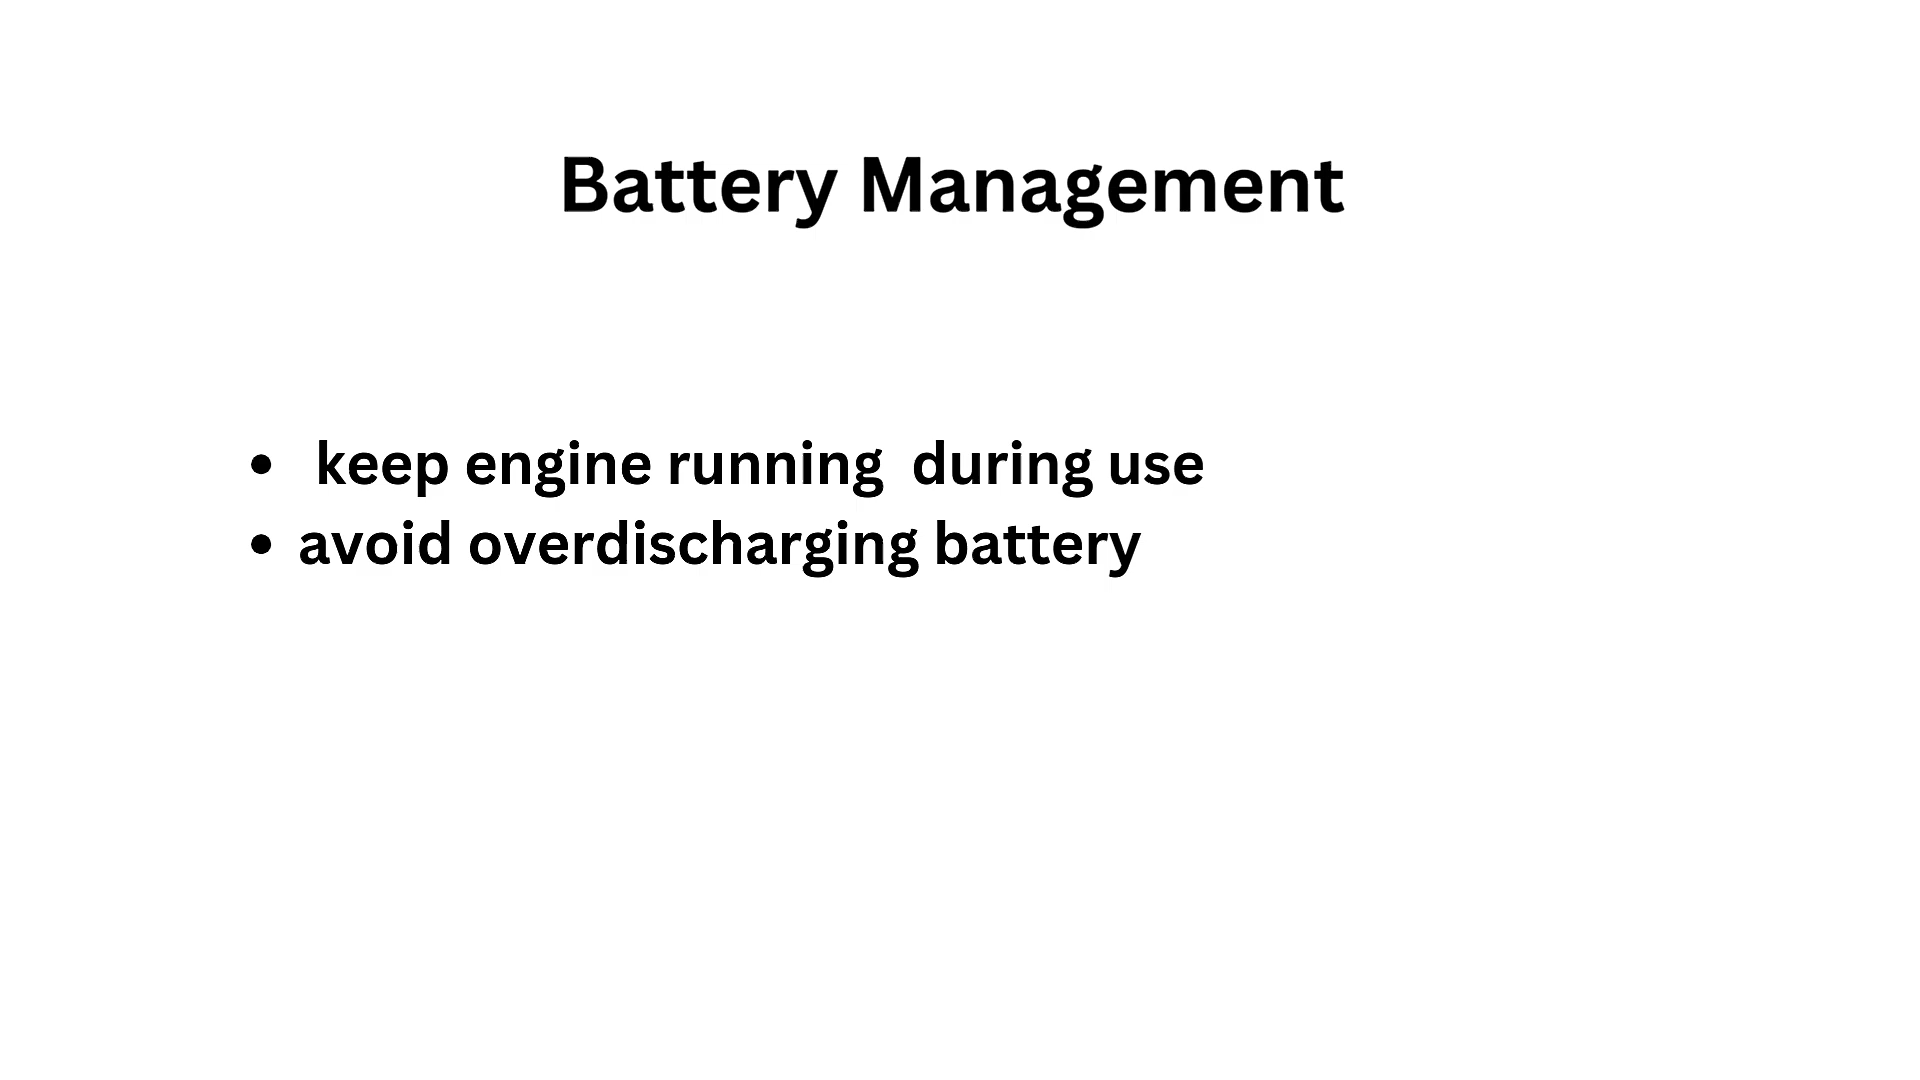 Battery Management
• keep engine running  during use
• avoid overdischarging battery